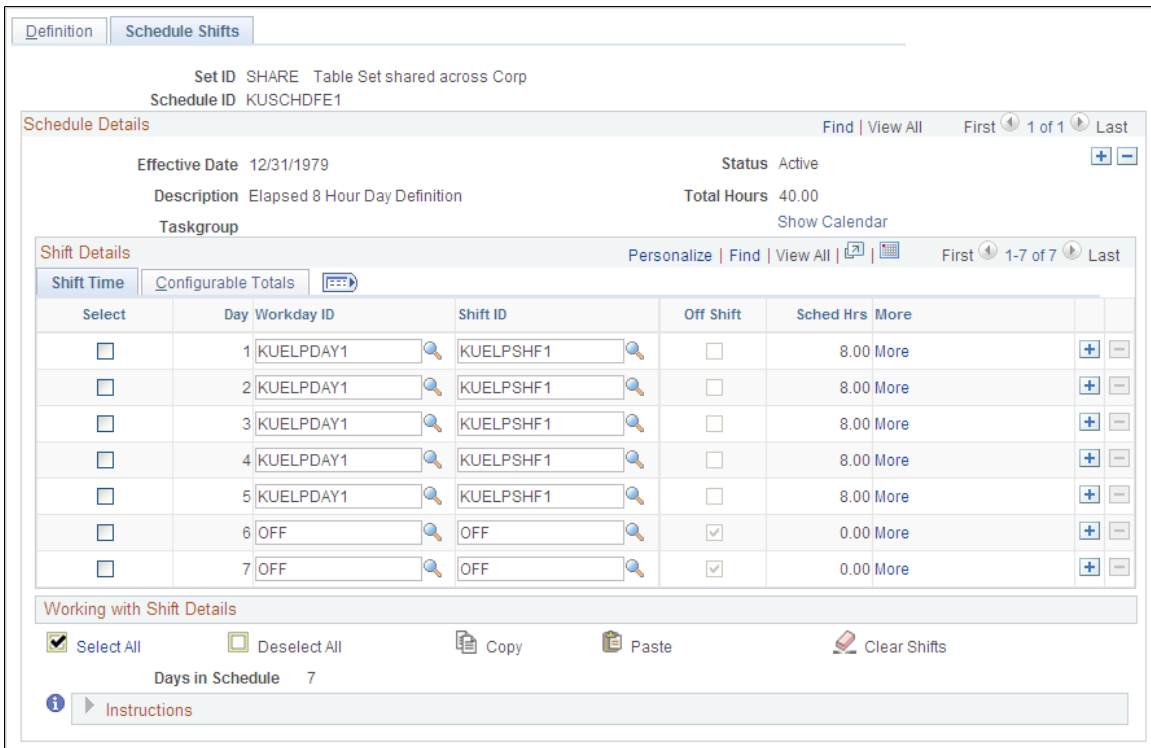 Definition Schedule Shifts
Set ID SHARE Table Set shared across Corp
Schedule ID KUSCHDFE1
Schedule Details Find | View All First 1 of 1 Last
Effective Date 12/31/1979 Status Active
Description Elapsed 8 Hour Day Definition Total Hours 40.00
Taskgroup Show Calendar
Shift Details Personalize | Find | View All | | First 1-7 of 7 Last
Shift Time Configurable Totals
Select Day Workday ID Shift ID Off Shift Sched Hrs More
1 KUELPDAY1 KUELPSHF1 8.00 More
2 KUELPDAY1 KUELPSHF1 8.00 More
3 KUELPDAY1 KUELPSHF1 8.00 More
4 KUELPDAY1 KUELPSHF1 8.00 More
5 KUELPDAY1 KUELPSHF1 8.00 More
6 OFF OFF 0.00 More
7 OFF OFF 0.00 More
Working with Shift Details
Select All Deselect All Copy Paste Clear Shifts
Days in Schedule 7
Instructions